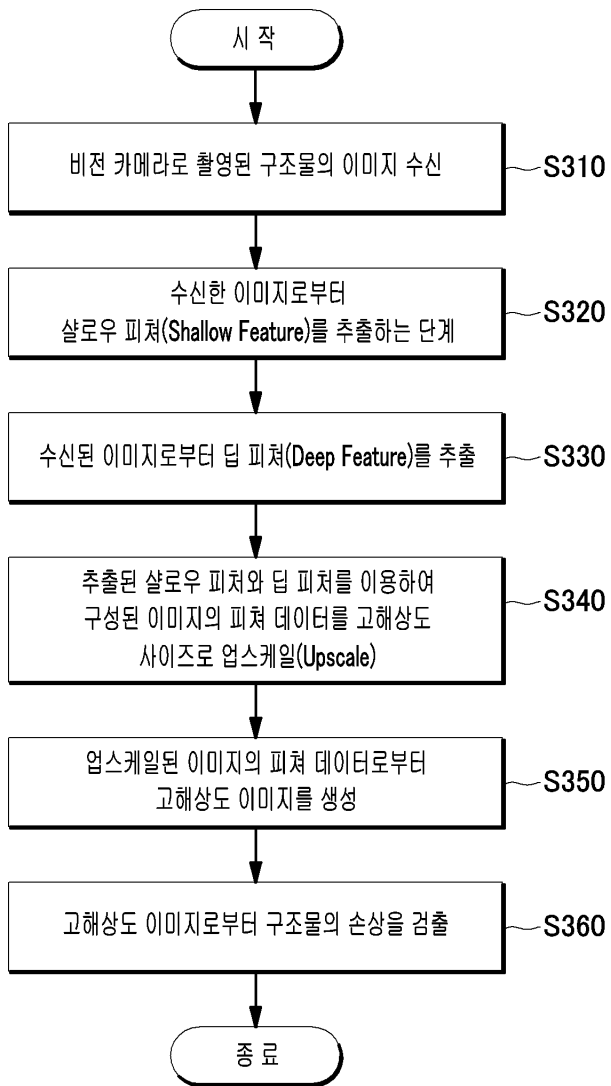 시 작
비전 카메라로 촬영된 구조물의 이미지 수신
S310
수신한 이미지로부터
샬로우 피쳐(Shallow Feature)를 추출하는 단계
S320
수신된 이미지로부터 딥 피쳐(Deep Feature)를 추출
S330
추출된 샬로우 피처와 딥 피처를 이용하여
구성된 이미지의 피쳐 데이터를 고해상도
사이즈로 업스케일(Upscale)
S340
업스케일된 이미지의 피쳐 데이터로부터
고해상도 이미지를 생성
S350
고해상도 이미지로부터 구조물의 손상을 검출
S360
종 료